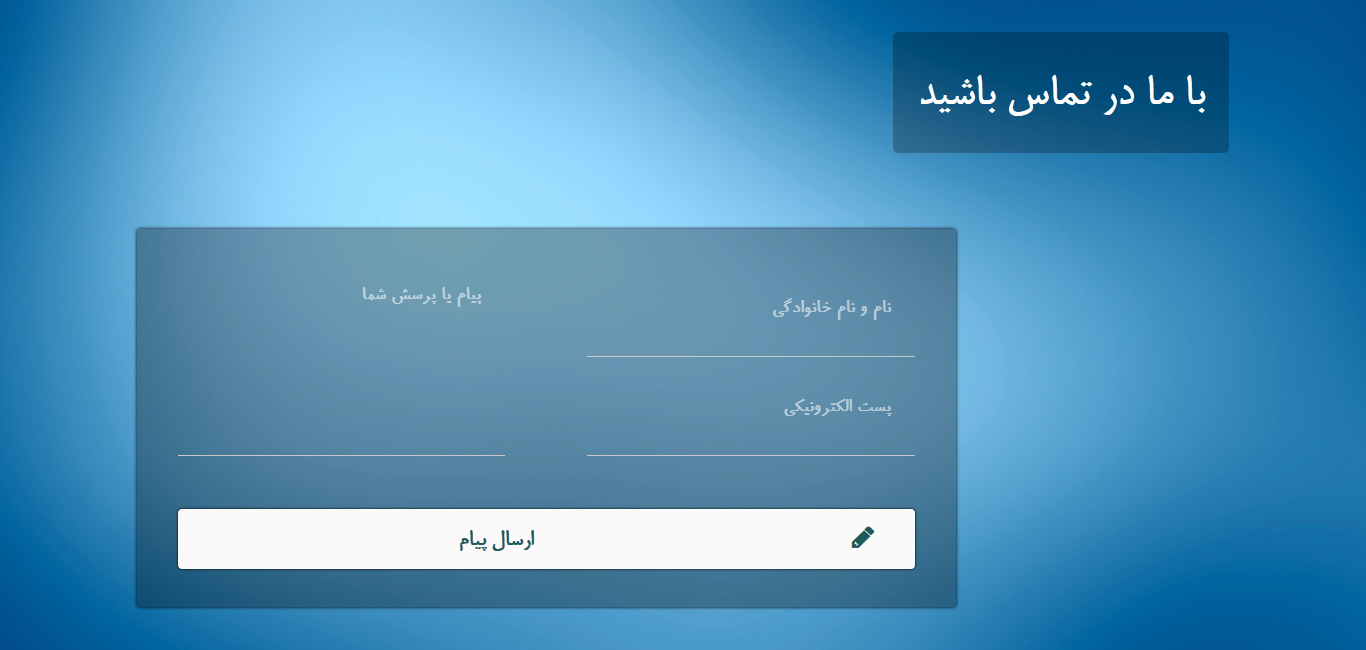 با ما در تماس باشید
نام و نام خانوادگی
پیام یا پرسش شما
پست الکترونیکی
ارسال پیام